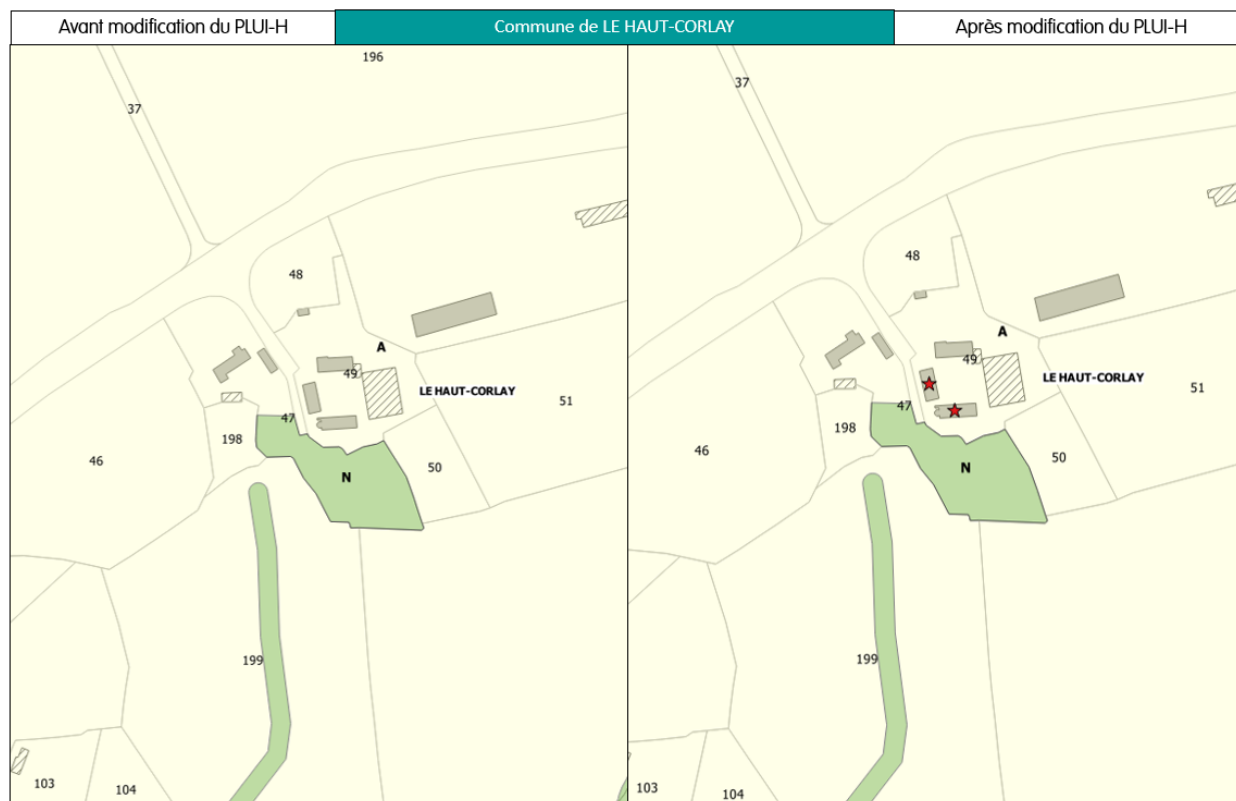 Avant modification du PLUI-H
Commune de LE HAUT-CORLAY
Après modification du PLUI-H
196
37
48
A
49
LE HAUT-CORLAY
51
47
198
46
50
N
199
103
104
37
48
A
49
LE HAUT-CORLAY
51
47
198
46
50
N
199
103
104